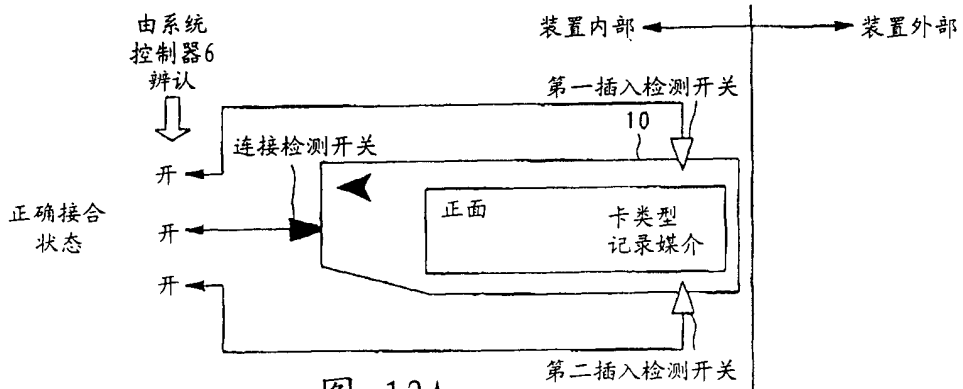 由系统
控制器6
辨认
装置内部
装置外部
第一插入检测开关
10
连接检测开关
开
正面
卡类型
记录媒介
正确接合
状态
开
开
第二插入检测开关